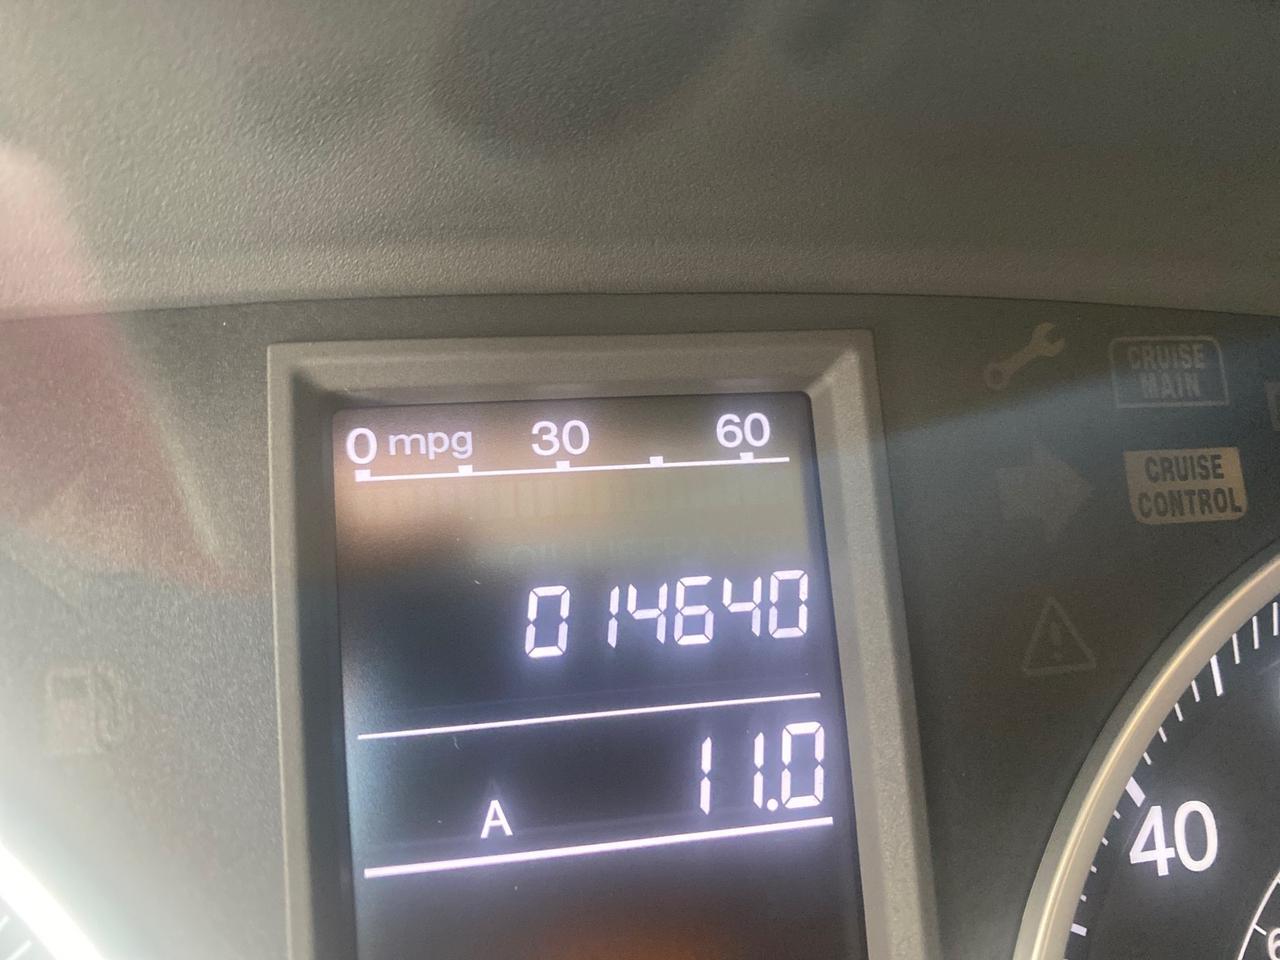 0 mpg 30 60
014640
A 11.0
CRUISE
MAIN
CRUISE
CONTROL
40